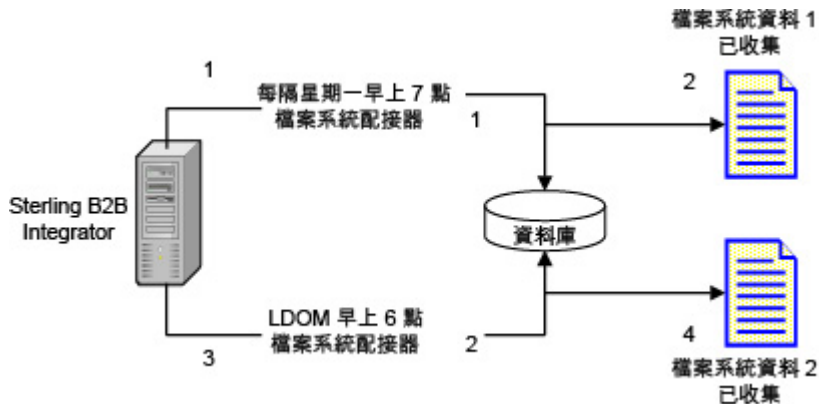 檔案系統資料 1
已收集
1
每隔星期一早上 7 點
檔案系統配接器
1
2
Sterling B2B
Integrator
資料庫
LDOM 早上 6 點
檔案系統配接器
3
2
4
檔案系統資料 2
已收集